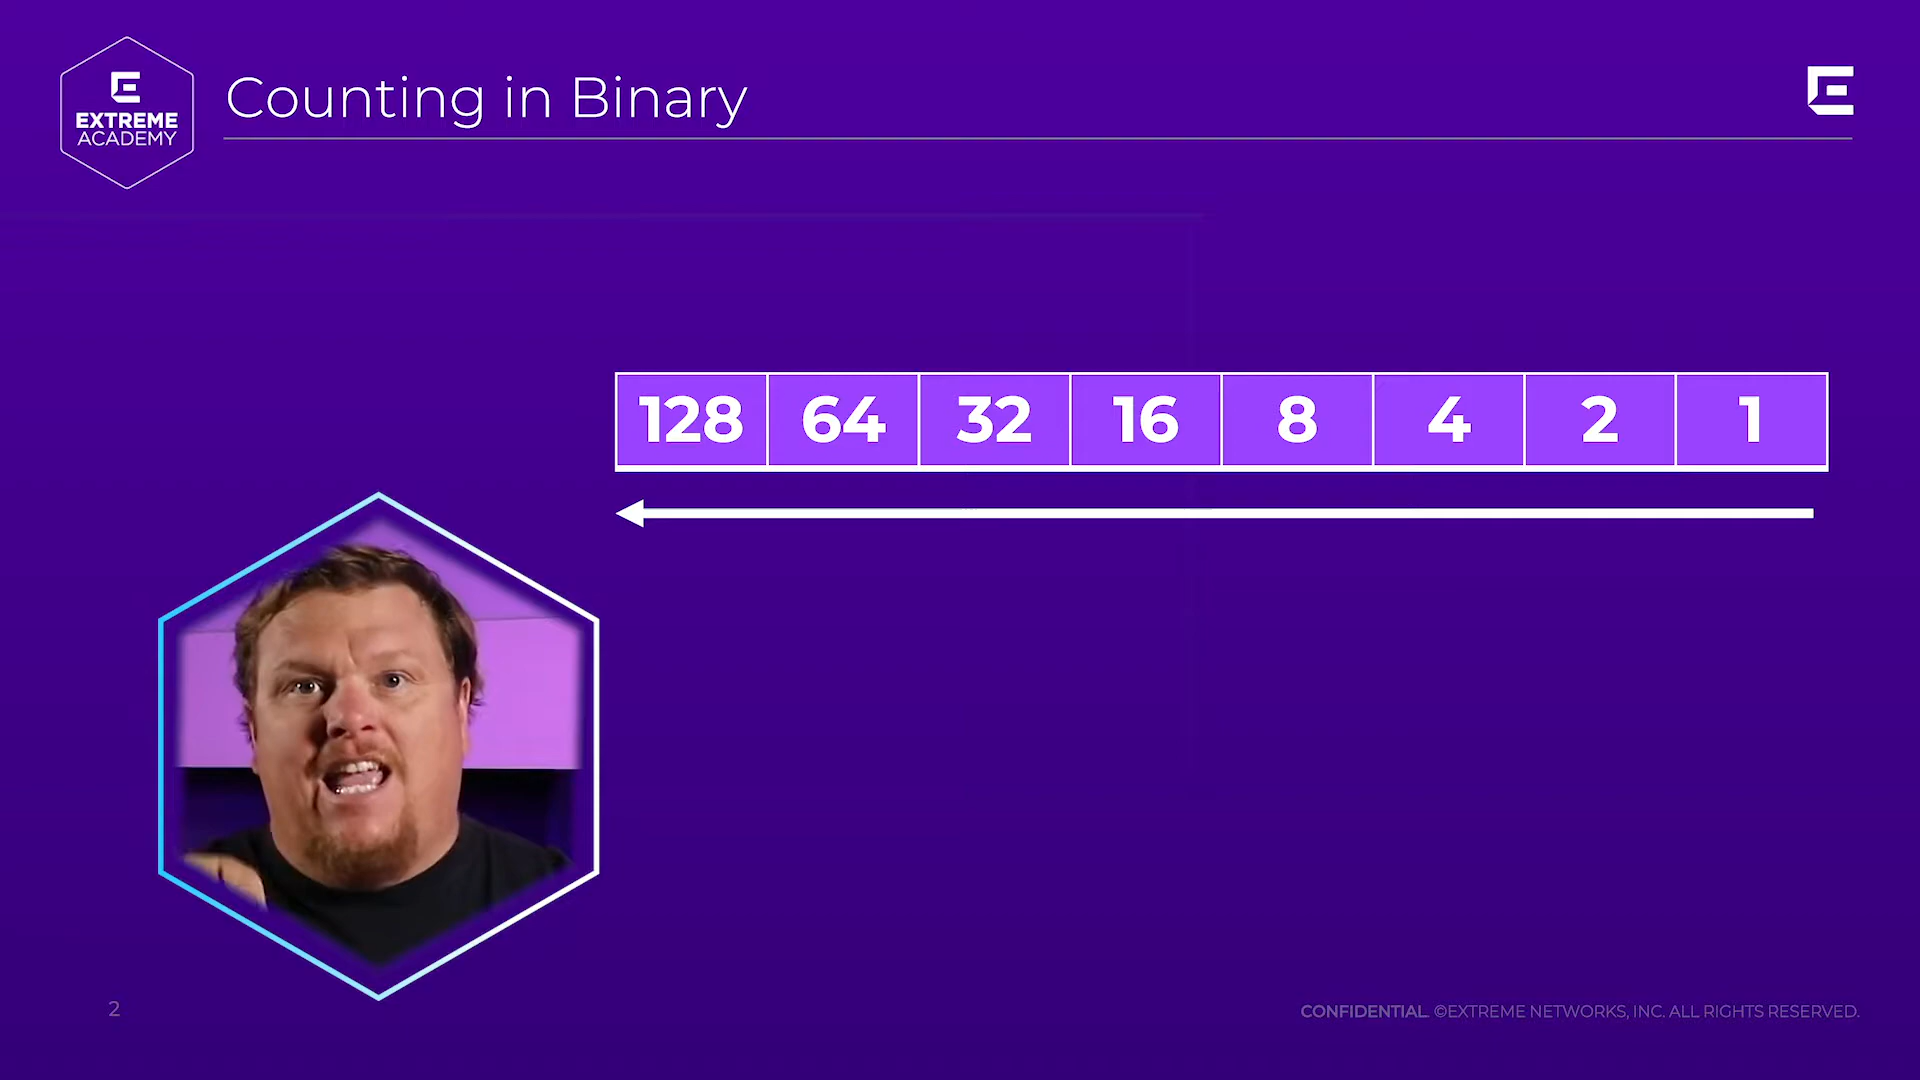 EXTREME
ACADEMY
Counting in Binary
128 64 32 16 8 4 2 1
2
CONFIDENTIAL. ©EXTREME NETWORKS, INC. ALL RIGHTS RESERVED.